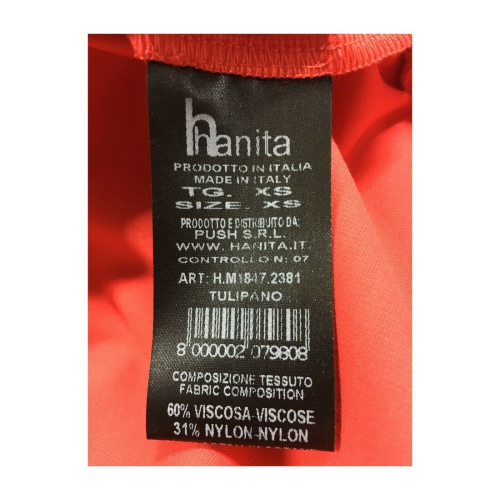 hanita
PRODOTTO IN ITALIA
MADE IN ITALY
TG. XS
SIZE. XS
PRODOTTO E DISTRIBUITO DA:
PUSH S.R.L.
WWW. HANITA.IT.
CONTROLLO N: 07
ART: H.M1847.2381
TULIPANO
8 000002 079808
COMPOSIZIONE TESSUTO
FABRIC COMPOSITION
60% VISCOSA-VISCOSE
31% NYLON-NYLON